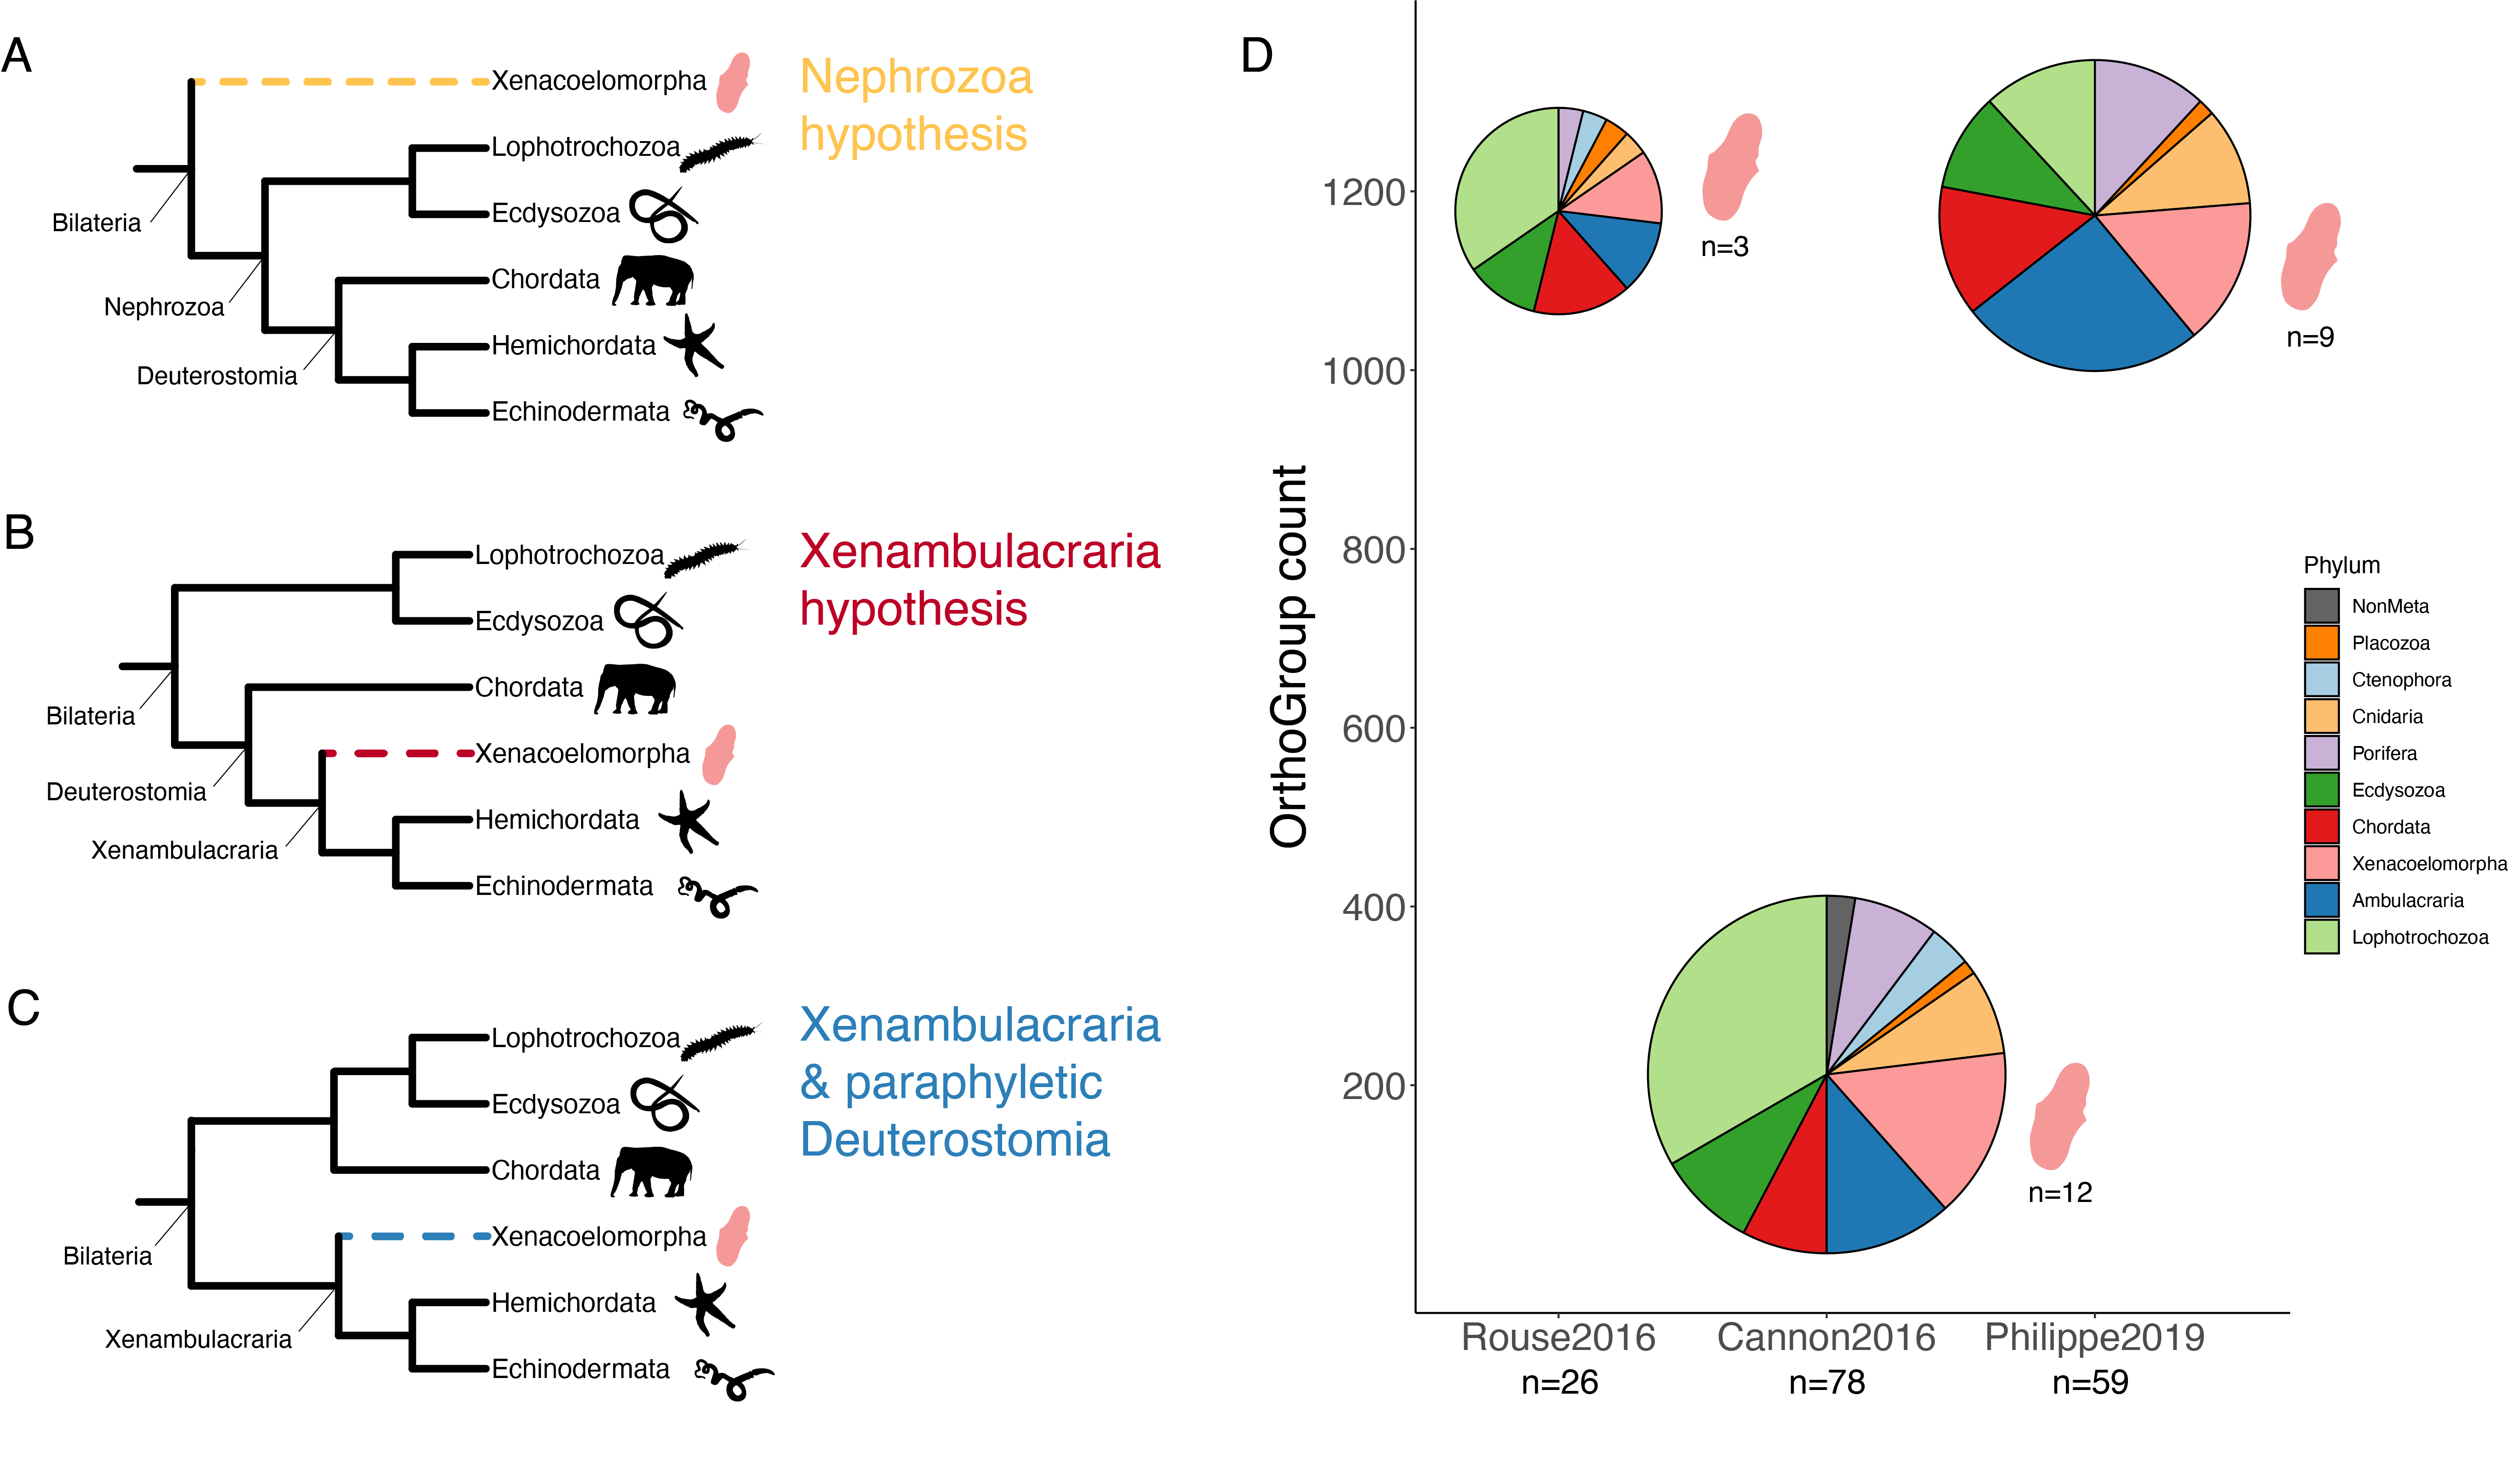 A
Xenacoelomorpha
Lophotrochozoa
Ecdysozoa
Chordata
Hemichordata
Echinodermata
Bilateria
Nephrozoa
Deuterostomia
Nephrozoa
hypothesis
B
Lophotrochozoa
Ecdysozoa
Chordata
Xenacoelomorpha
Hemichordata
Echinodermata
Bilateria
Deuterostomia
Xenambulacraria
Xenambulacraria
hypothesis
C
Lophotrochozoa
Ecdysozoa
Chordata
Xenacoelomorpha
Hemichordata
Echinodermata
Bilateria
Xenambulacraria
Xenambulacraria
& paraphyletic
Deuterostomia
D
OrthoGroup count
1200
1000
800
600
400
200
n=3
n=9
n=12
Rouse2016
n=26
Cannon2016
n=78
Philippe2019
n=59
Phylum
NonMeta
Placozoa
Ctenophora
Cnidaria
Porifera
Ecdysozoa
Chordata
Xenacoelomorpha
Ambulacraria
Lophotrochozoa